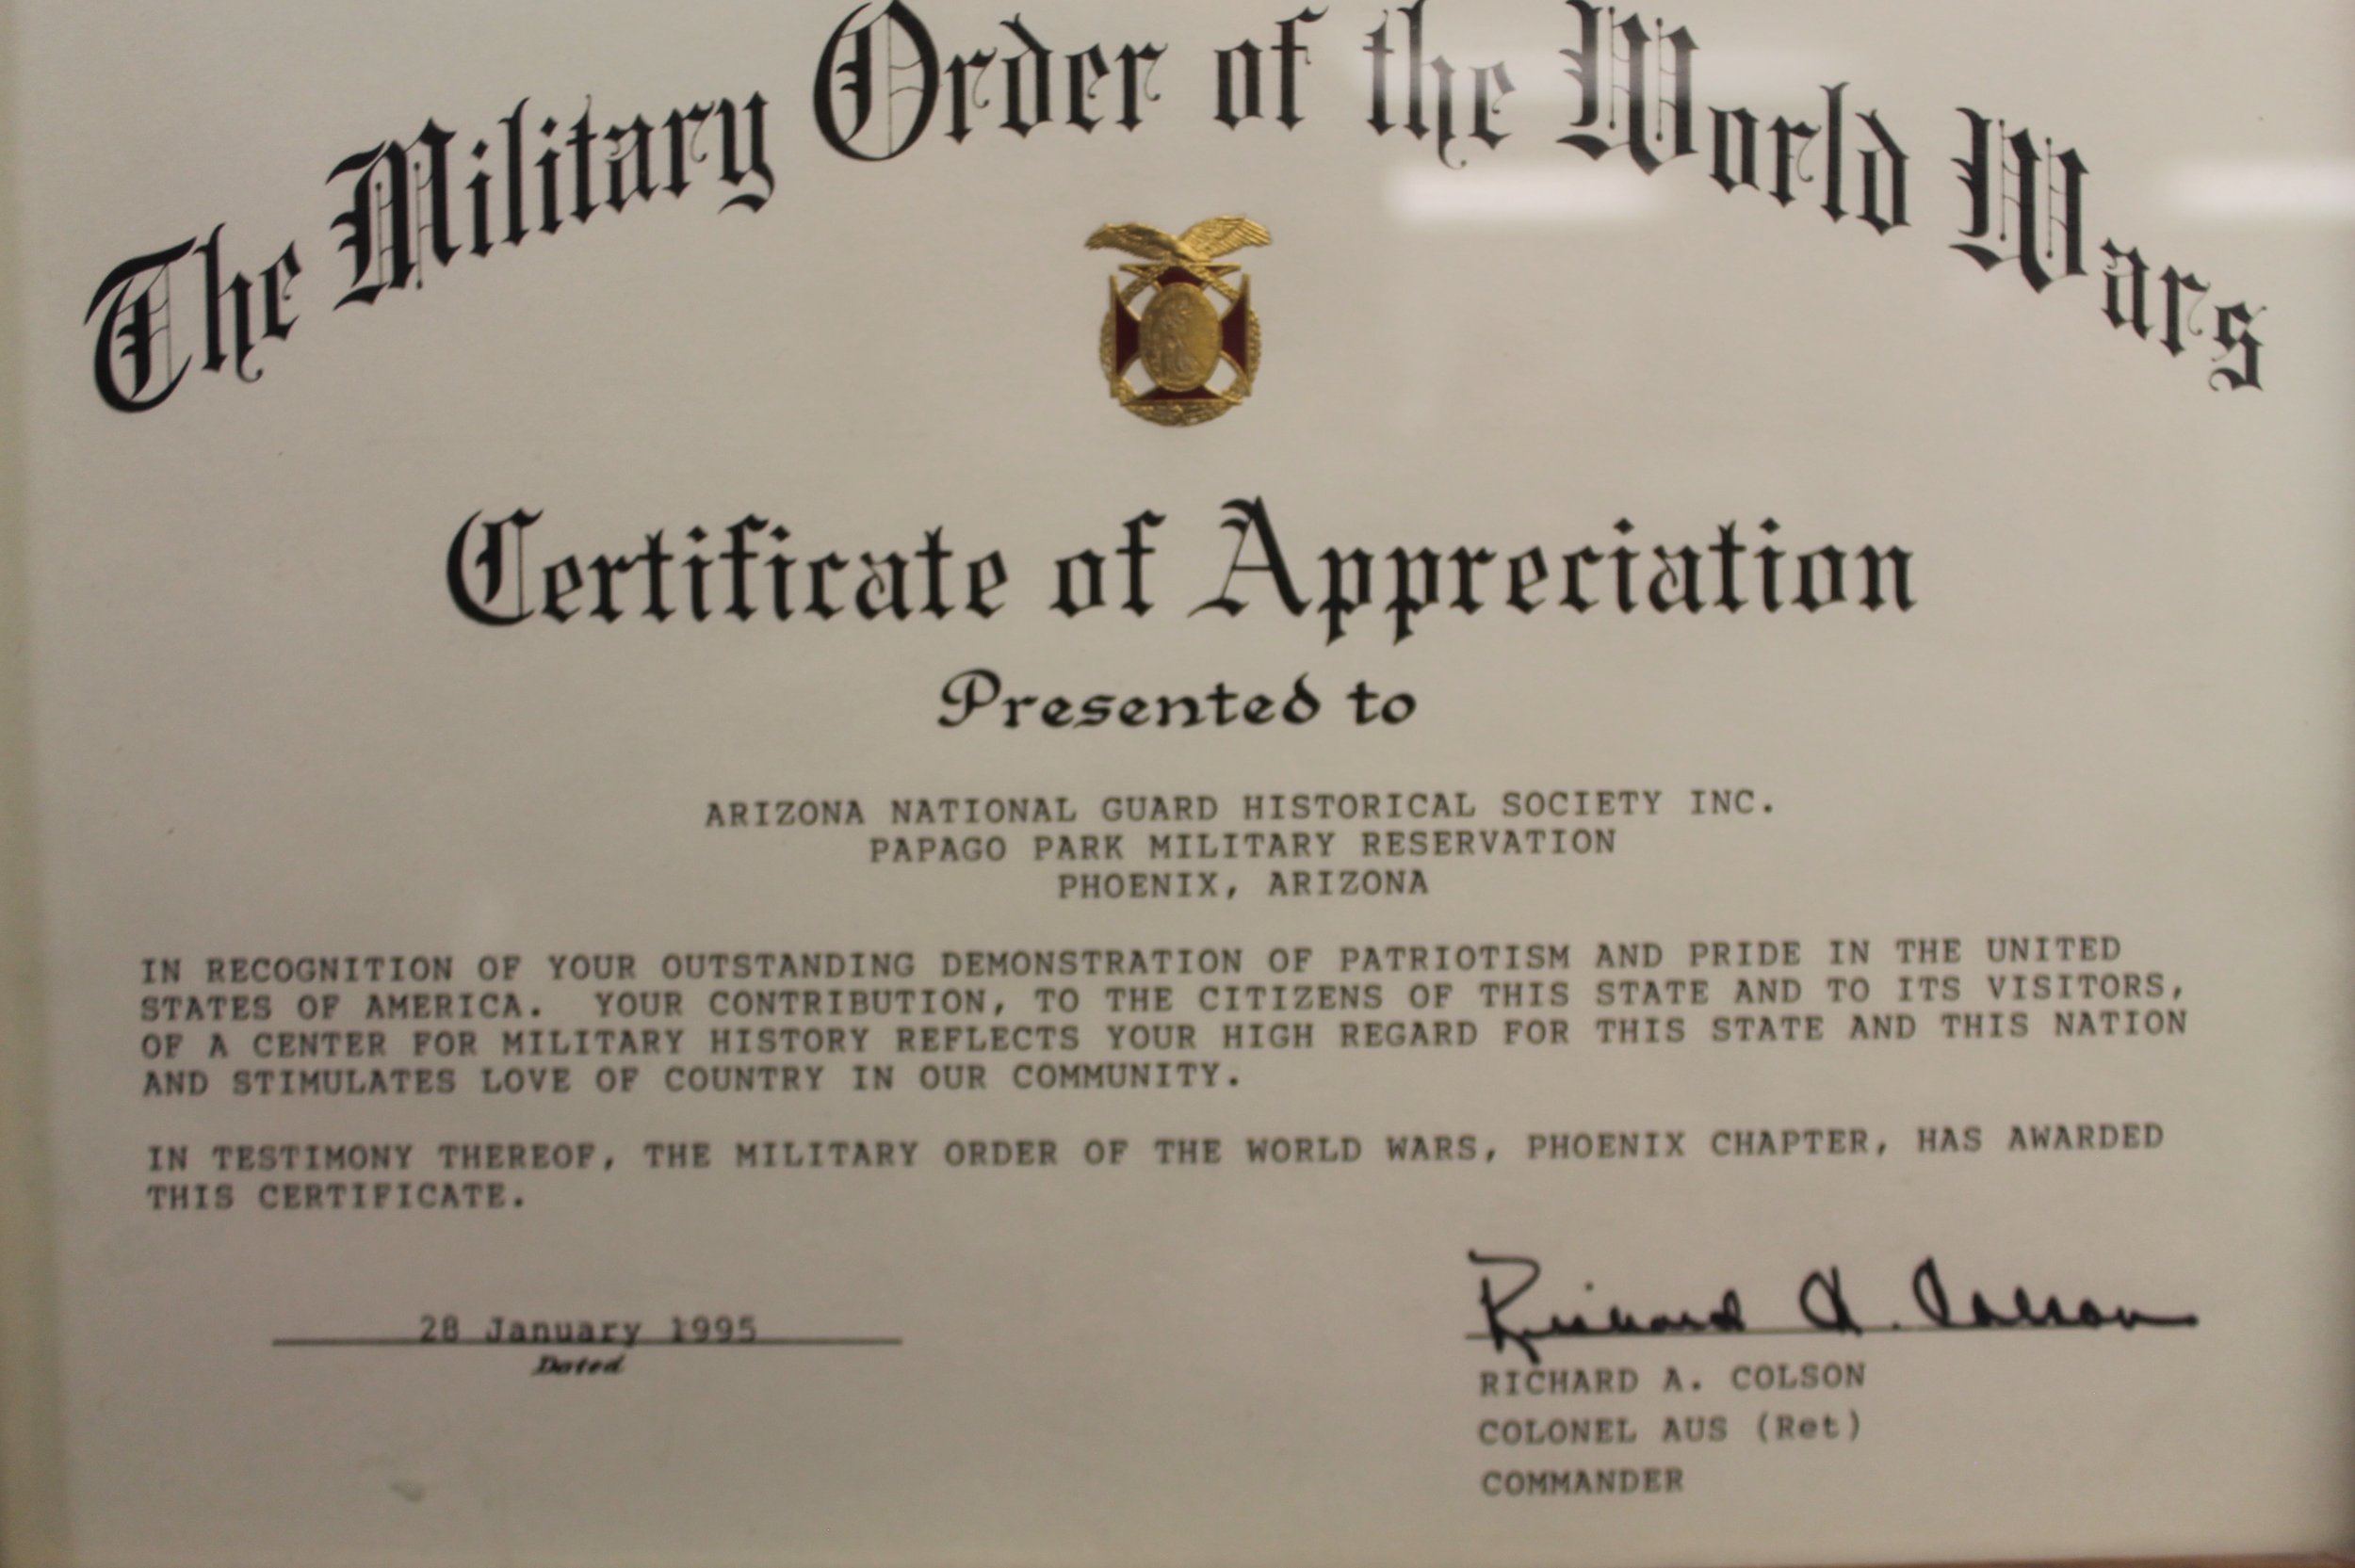 The Military Order of the World Wars
Certificate of Appreciation
Presented to
ARIZONA NATIONAL GUARD HISTORICAL SOCIETY INC.
PAPAGO PARK MILITARY RESERVATION
PHOENIX, ARIZONA
IN RECOGNITION OF YOUR OUTSTANDING DEMONSTRATION OF PATRIOTISM AND PRIDE IN THE UNITED
STATES OF AMERICA. YOUR CONTRIBUTION, TO THE CITIZENS OF THIS STATE AND TO ITS VISITORS,
OF A CENTER FOR MILITARY HISTORY REFLECTS YOUR HIGH REGARD FOR THIS STATE AND THIS NATION
AND STIMULATES LOVE OF COUNTRY IN OUR COMMUNITY.
IN TESTIMONY THEREOF, THE MILITARY ORDER OF THE WORLD WARS, PHOENIX CHAPTER, HAS AWARDED
THIS CERTIFICATE.
28 January 1995
Dated
Richard A. Colson
RICHARD A. COLSON
COLONEL AUS (Ret)
COMMANDER